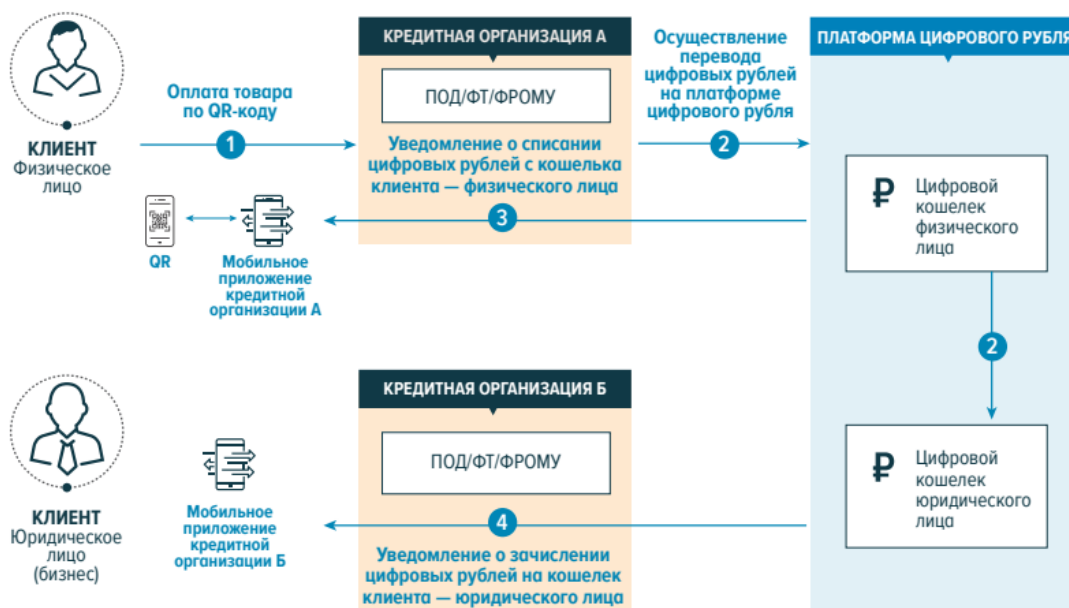 КРЕДИТНАЯ ОРГАНИЗАЦИЯ А
ПОД/ФТ/ФРОМУ
Осуществление
перевода
цифровых рублей
на платформе
цифрового рубля
ПЛАТФОРМА ЦИФРОВОГО РУБЛЯ
Оплата товара
по QR-коду
1
2
КЛИЕНТ
Физическое
лицо
Уведомление о списании
цифровых рублей с кошелька
клиента — физического лица
3
₽
Цифровой
кошелек
физического
лица
QR
Мобильное
приложение
кредитной
организации А
2
КРЕДИТНАЯ ОРГАНИЗАЦИЯ Б
ПОД/ФТ/ФРОМУ
₽
Цифровой
кошелек
юридического
лица
КЛИЕНТ
Юридическое
лицо
(бизнес)
Мобильное
приложение
кредитной
организации Б
4
Уведомление о зачислении
цифровых рублей на кошелек
клиента — юридического лица